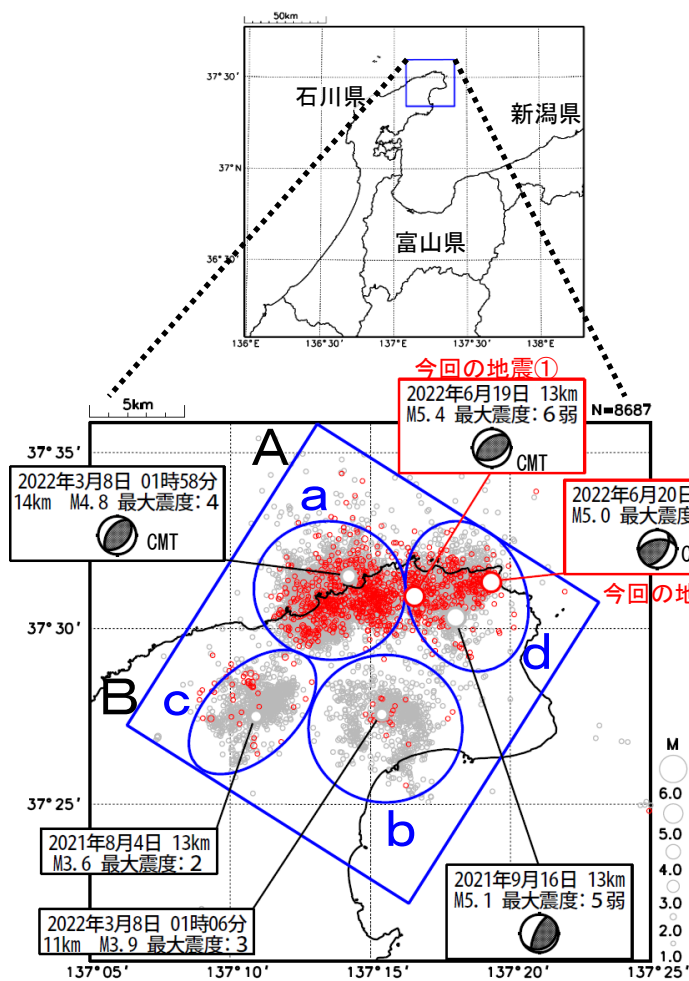 50km
37°30′
石川県
新潟県
37°N
富山県
36°30′
136°E
136°30′
137°E
137°30′
138°E
今回の地震①
5km
2022年6月19日 13km
M5.4 最大震度:6弱
CMT
N=8687
37°35′
A
2022年3月8日 01時58分
14km M4.8 最大震度:4
CMT
a
2022年6月20日
M5.0 最大震度
C
今回の地
37°30′
d
B
c
M
6.0
5.0
4.0
3.0
2.0
1.0
37°25′
b
2021年8月4日 13km
M3.6 最大震度:2
2021年9月16日 13km
M5.1 最大震度:5弱
2022年3月8日 01時06分
11km M3.9 最大震度:3
137°05′
137°10′
137°15′
137°20′
137°25′